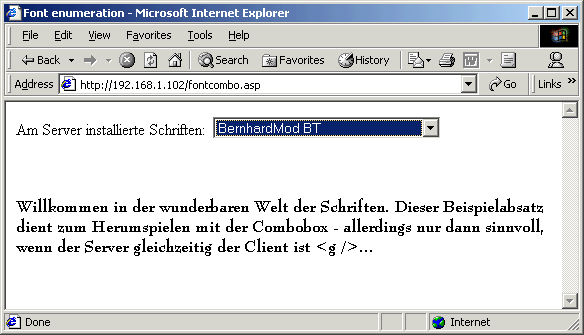 Font enumeration - Microsoft Internet Explorer
File Edit View Favorites Tools Help
Back Search Favorites History
Address http://192.168.1.102/fontcombo.asp Go Links »
Am Server installierte Schriften: BernhardMod BT
Willkommen in der wunderbaren Welt der Schriften. Dieser Beispielabsatz
dient zum Herumspielen mit der Combobox - allerdings nur dann sinnvoll,
wenn der Server gleichzeitig der Client ist <g />...
Done Internet